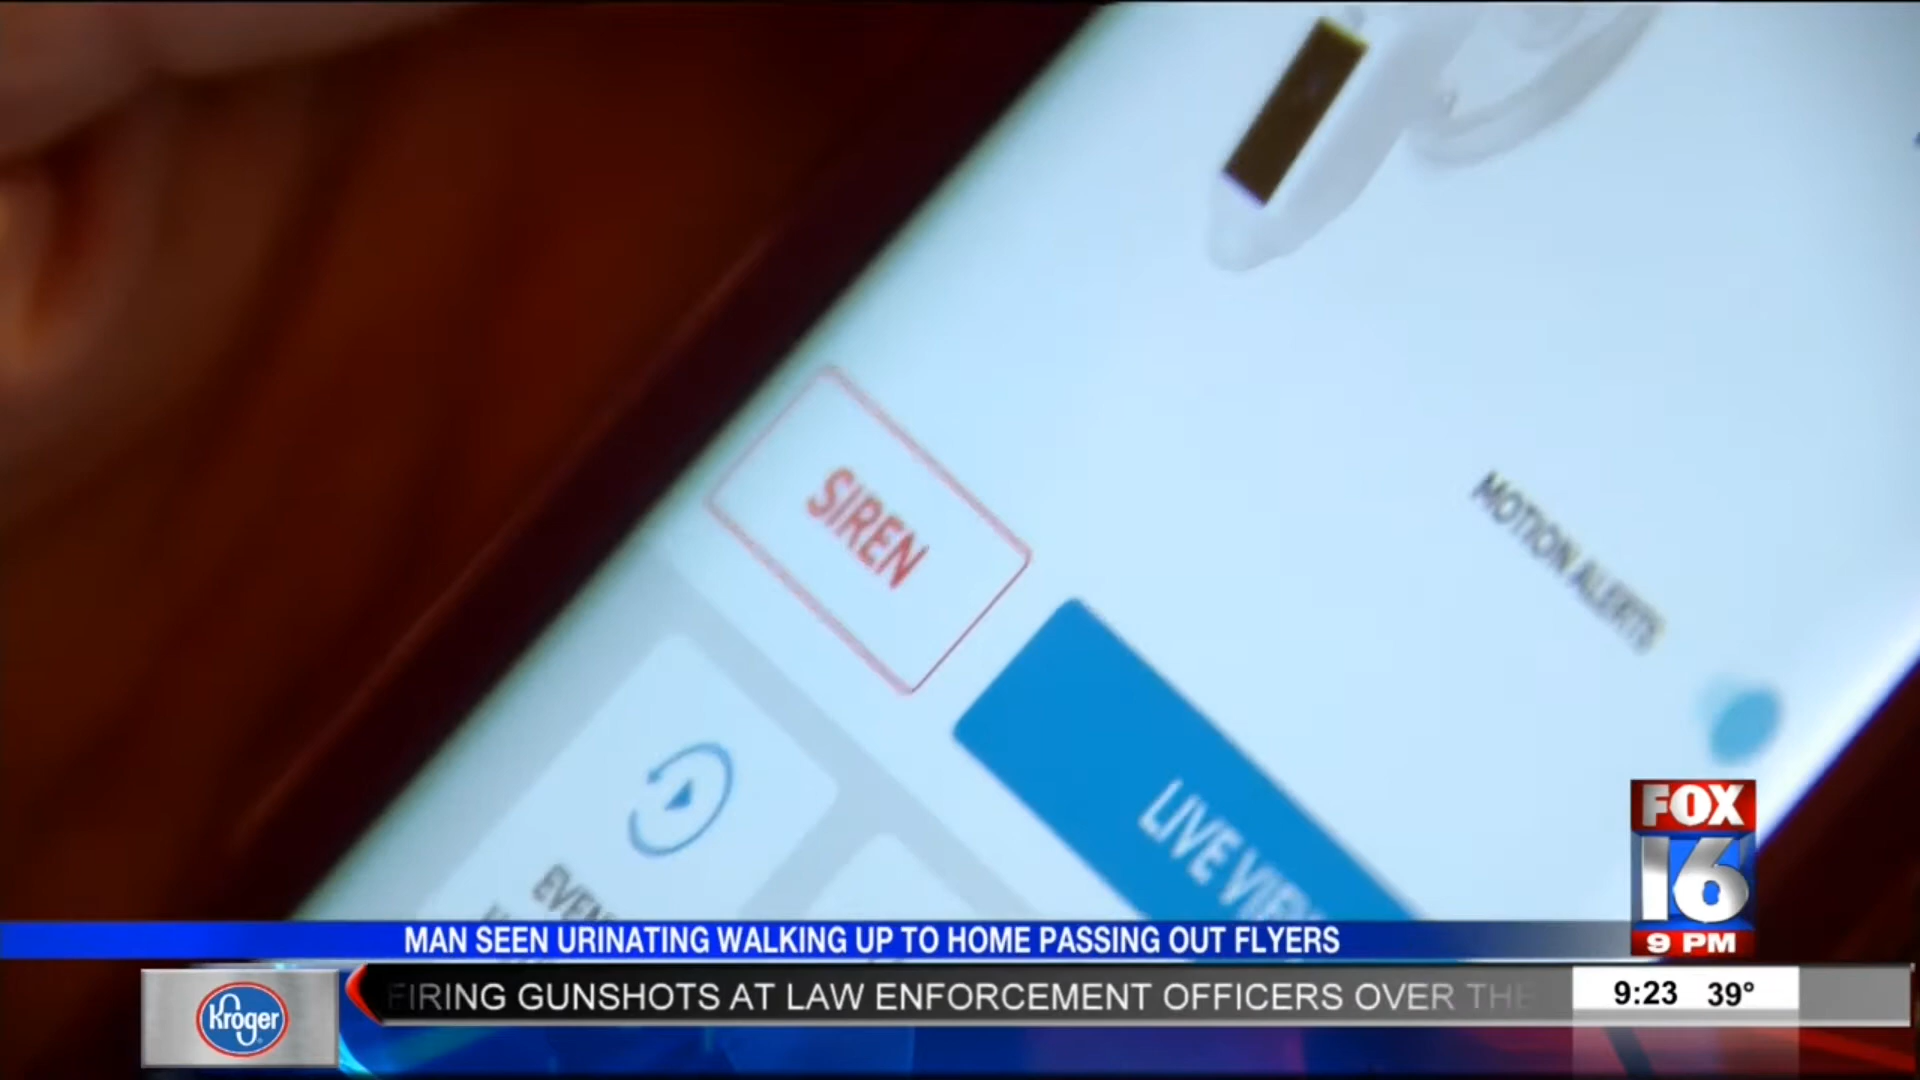 SIREN
MOTION ALERTS
LIVE VIEW
FOX
16
9 PM
MAN SEEN URINATING WALKING UP TO HOME PASSING OUT FLYERS
Kroger
FIRING GUNSHOTS AT LAW ENFORCEMENT OFFICERS OVER THE
9:23 39°